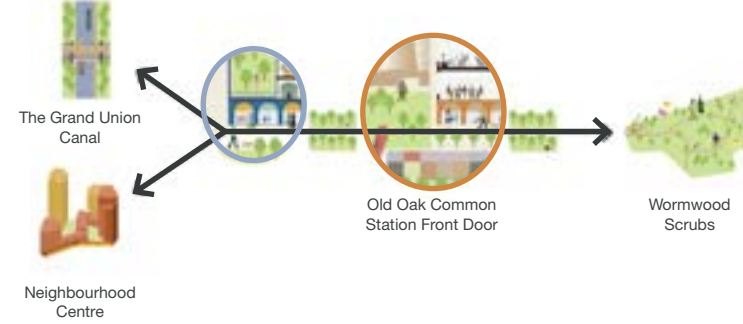 The Grand Union
Canal
Old Oak Common
Station Front Door
Wormwood
Scrubs
Neighbourhood
Centre